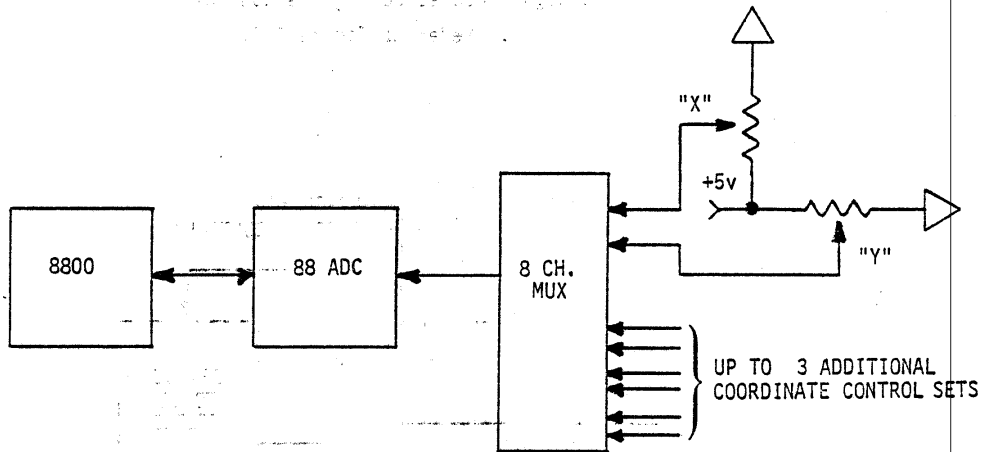 "X"
+5v
8800
88 ADC
8 CH.
MUX
"Y"
UP TO 3 ADDITIONAL
COORDINATE CONTROL SETS